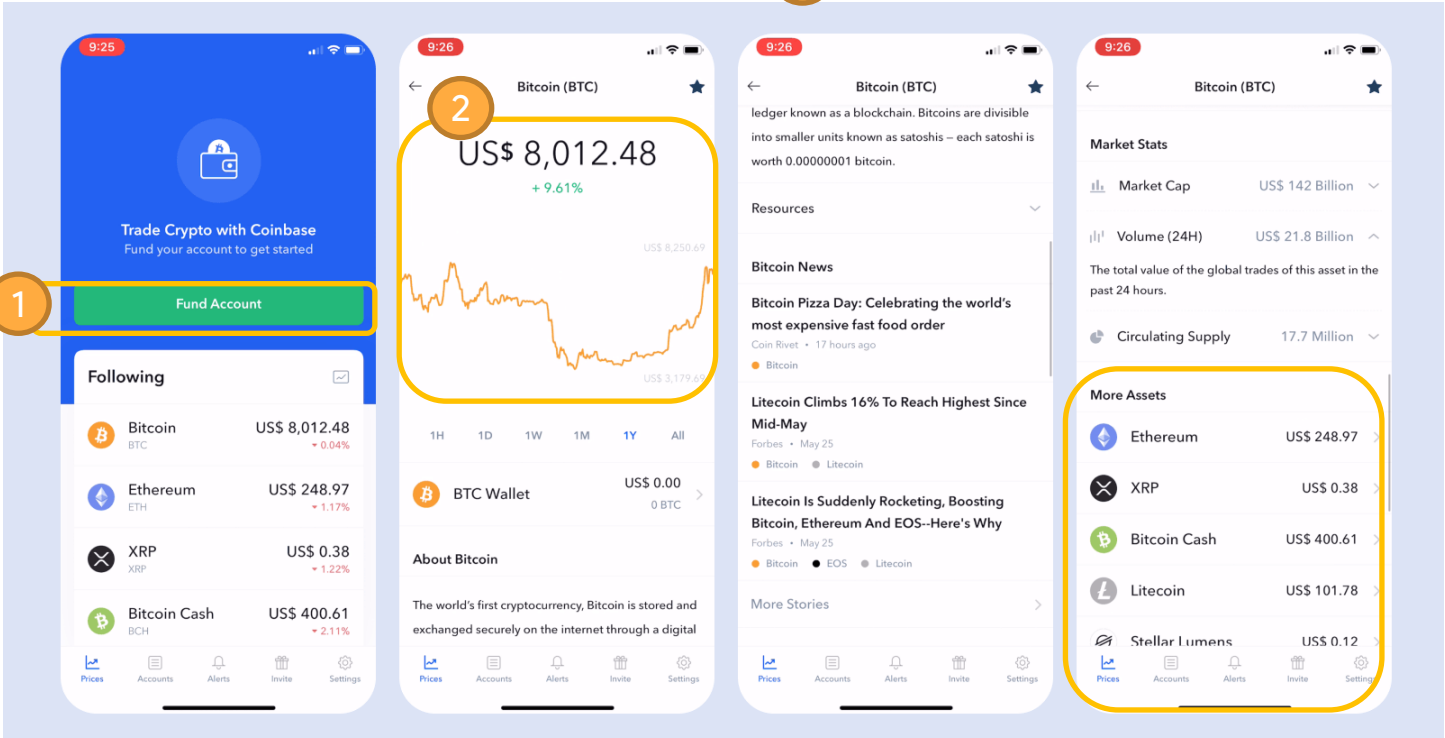 9:25
Trade Crypto with Coinbase
Fund your account to get started
1
Fund Account
Following
Bitcoin US$ 8,012.48
BTC 0.04%
Ethereum US$ 248.97
ETH 1.17%
XRP US$ 0.38
XRP 1.22%
Bitcoin Cash US$ 400.61
BCH 2.11%
Prices Accounts Alerts Invite Settings
9:26
Bitcoin (BTC)
2
US$ 8,012.48
+ 9.61%
US$ 8,250.69
US$ 3,179.69
1H 1D 1W 1M 1Y All
BTC Wallet US$ 0.00
0 BTC
About Bitcoin
The world's first cryptocurrency, Bitcoin is stored and
exchanged securely on the internet through a digital
Prices Accounts Alerts Invite Settings
9:26
Bitcoin (BTC)
ledger known as a blockchain. Bitcoins are divisible
into smaller units known as satoshis – each satoshi is
worth 0.00000001 bitcoin.
Resources
Bitcoin News
Bitcoin Pizza Day: Celebrating the world's
most expensive fast food order
Coin Rivet • 17 hours ago
Bitcoin
Litecoin Climbs 16% To Reach Highest Since
Mid-May
Forbes • May 25
Bitcoin Litecoin
Litecoin Is Suddenly Rocketing, Boosting
Bitcoin, Ethereum And EOS--Here's Why
Forbes • May 25
Bitcoin EOS Litecoin
More Stories
Prices Accounts Alerts Invite Settings
9:26
Bitcoin (BTC)
Market Stats
Market Cap US$ 142 Billion
Volume (24H) US$ 21.8 Billion
The total value of the global trades of this asset in the
past 24 hours.
Circulating Supply 17.7 Million
More Assets
Ethereum US$ 248.97
XRP US$ 0.38
Bitcoin Cash US$ 400.61
Litecoin US$ 101.78
Stellar Lumens US$ 0.12
Prices Accounts Alerts Invite Settings